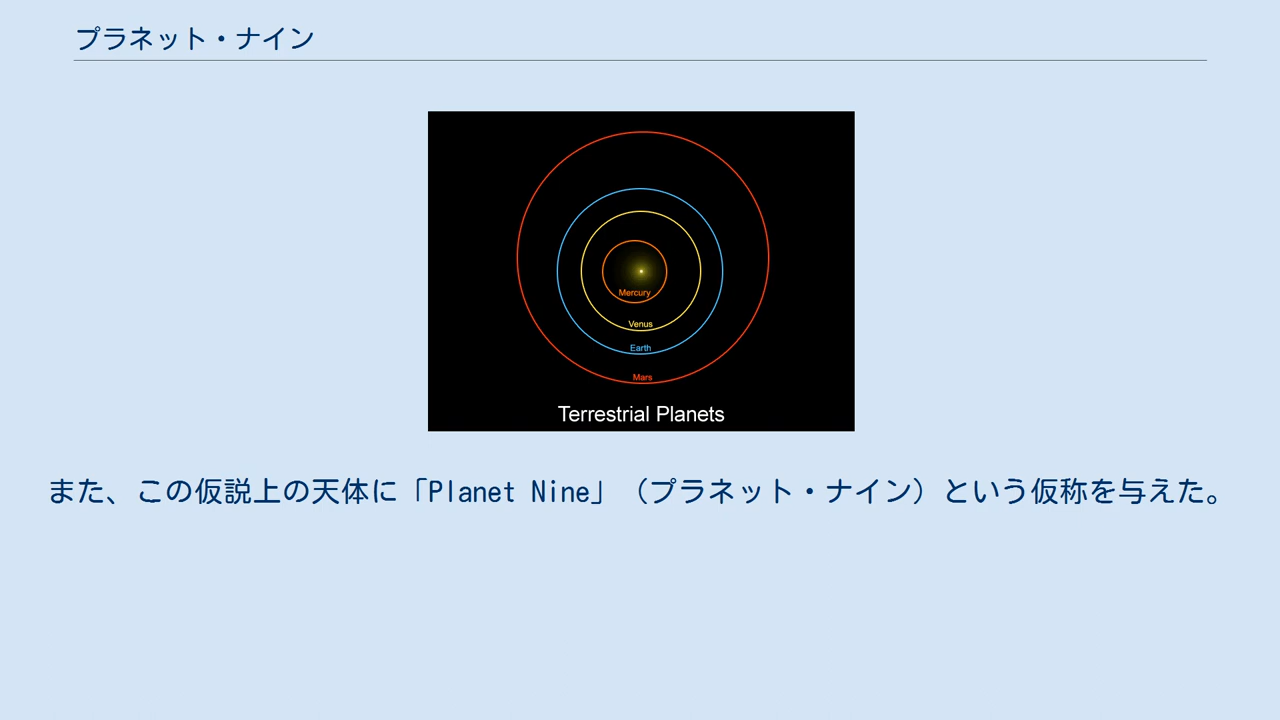 プラネット・ナイン
Mercury
Venus
Earth
Mars
Terrestrial Planets
また、この仮説上の天体に「Planet Nine」（プラネット・ナイン）という仮称を与えた。